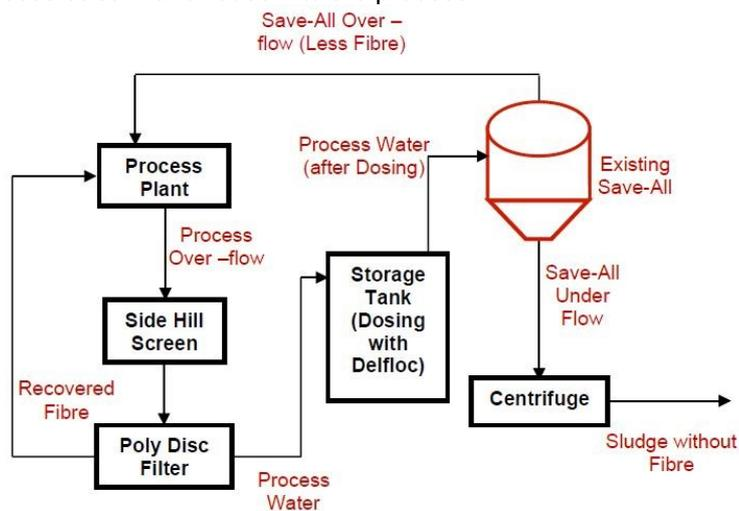 Save-All Over –
flow (Less Fibre)
Process Water
(after Dosing)
Existing
Save-All
Process
Plant
Process
Over –flow
Storage
Tank
(Dosing
with
Delfloc)
Save-All
Under
Flow
Side Hill
Screen
Recovered
Fibre
Centrifuge
Poly Disc
Filter
Sludge without
Fibre
Process
Water